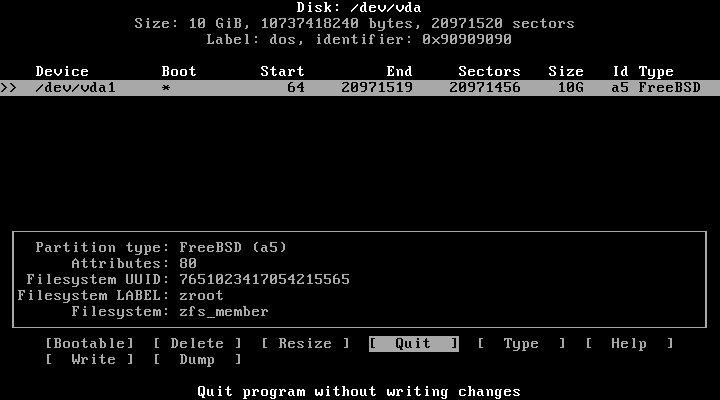 Disk: /dev/vda
Size: 10 GiB, 10737418240 bytes, 20971520 sectors
Label: dos, identifier: 0x90909090
Device Boot Start End Sectors Size Id Type
>> /dev/vda1 * 64 20971519 20971456 10G a5 FreeBSD
Partition type: FreeBSD (a5)
Attributes: 80
Filesystem UUID: 7651023417054215565
Filesystem LABEL: zroot
Filesystem: zfs_member
[Bootable] [ Delete ] [ Resize ] [ Quit ] [ Type ] [ Help ]
[ Write ] [ Dump ]
Quit program without writing changes